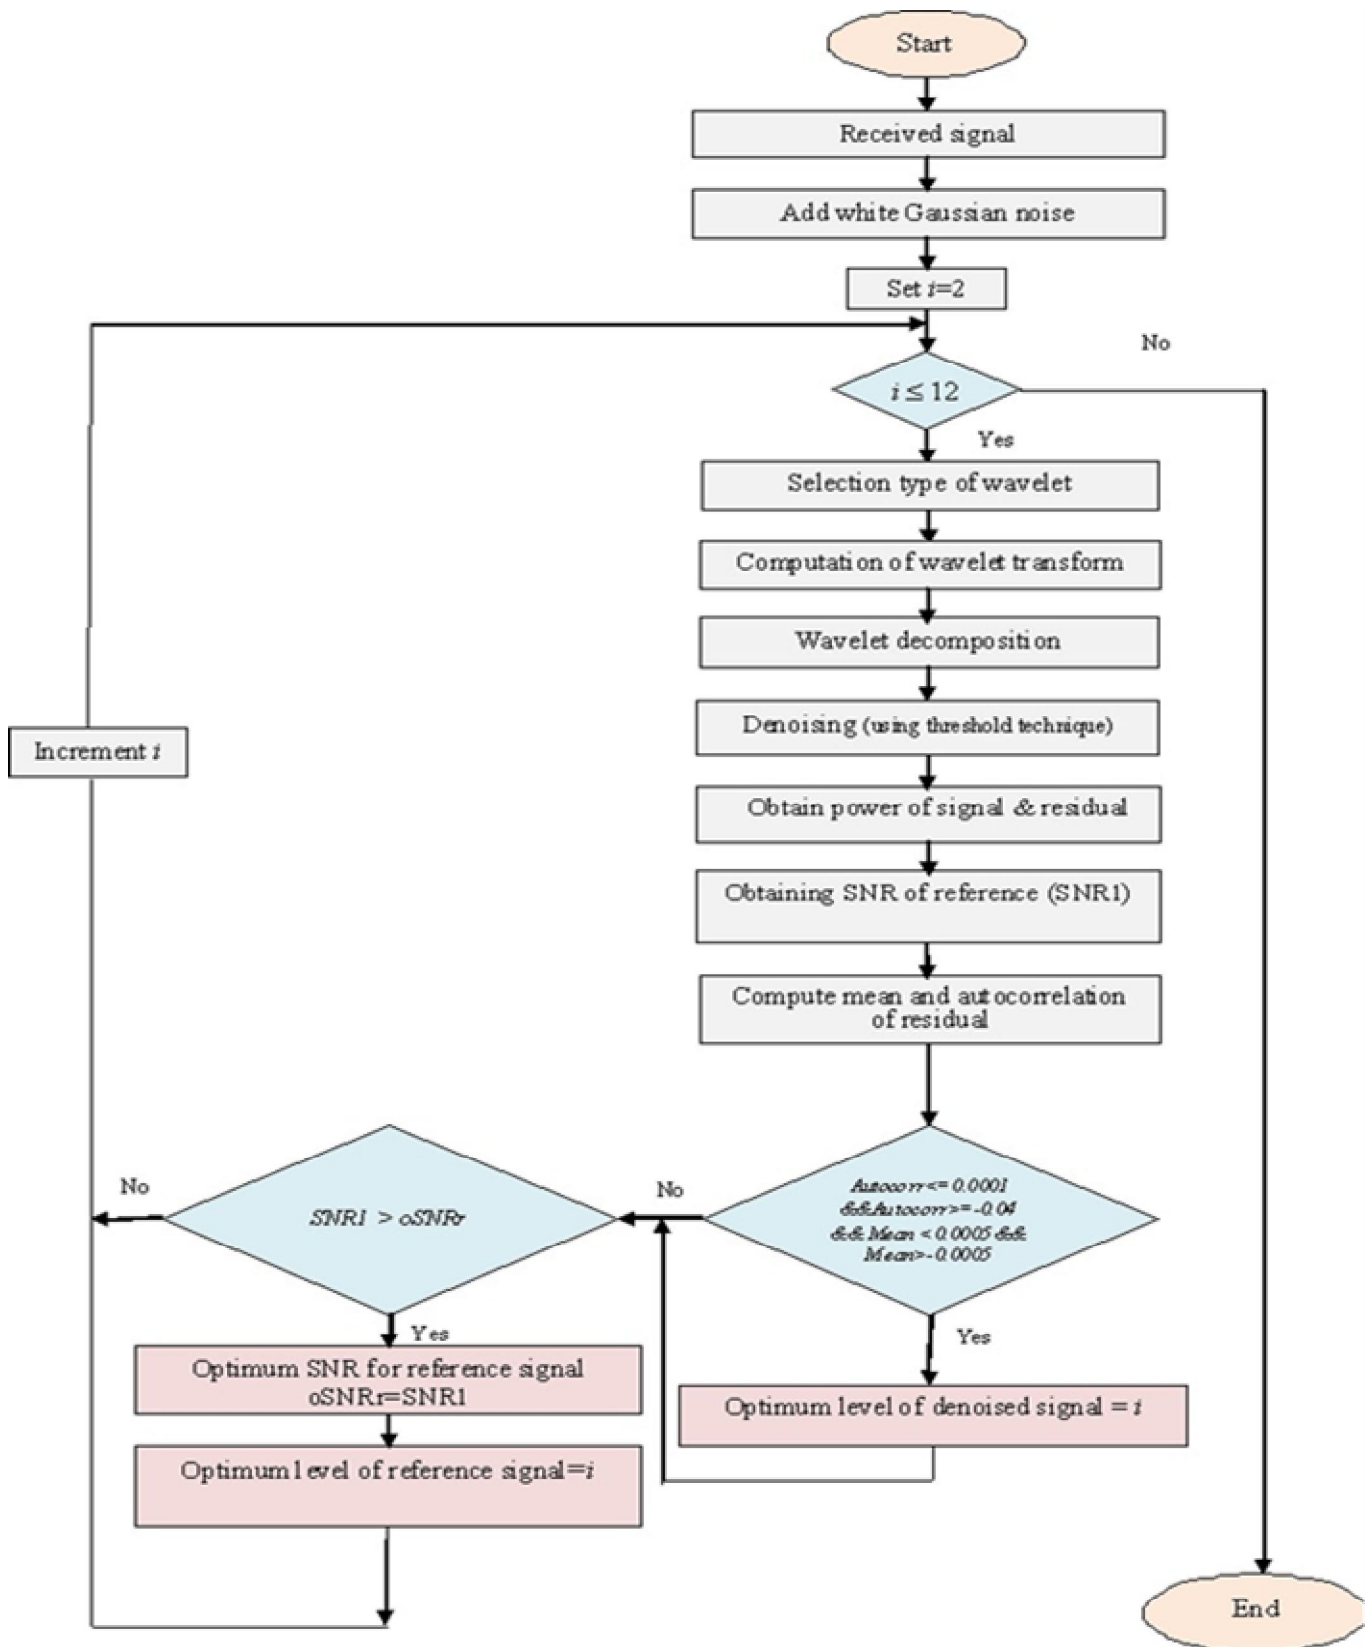 Start
Received signal
Add white Gaussian noise
Set i=2
No
i ≤ 12
Yes
Selection type of wavelet
Computation of wavelet transform
Wavelet decomposition
Increment i
Denoising (using threshold technique)
Obtain power of signal & residual
Obtaining SNR of reference (SNR1)
Compute mean and autocorrelation
of residual
No
SNR1 > oSNRr
No
Autocorr<= 0.0001
&&Autocorr>= -0.04
&& Mean < 0.0005 &&
Mean>-0.0005
Yes
Yes
Optimum SNR for reference signal
oSNRr=SNR1
Optimum level of denoised signal = i
Optimum level of reference signal=i
End